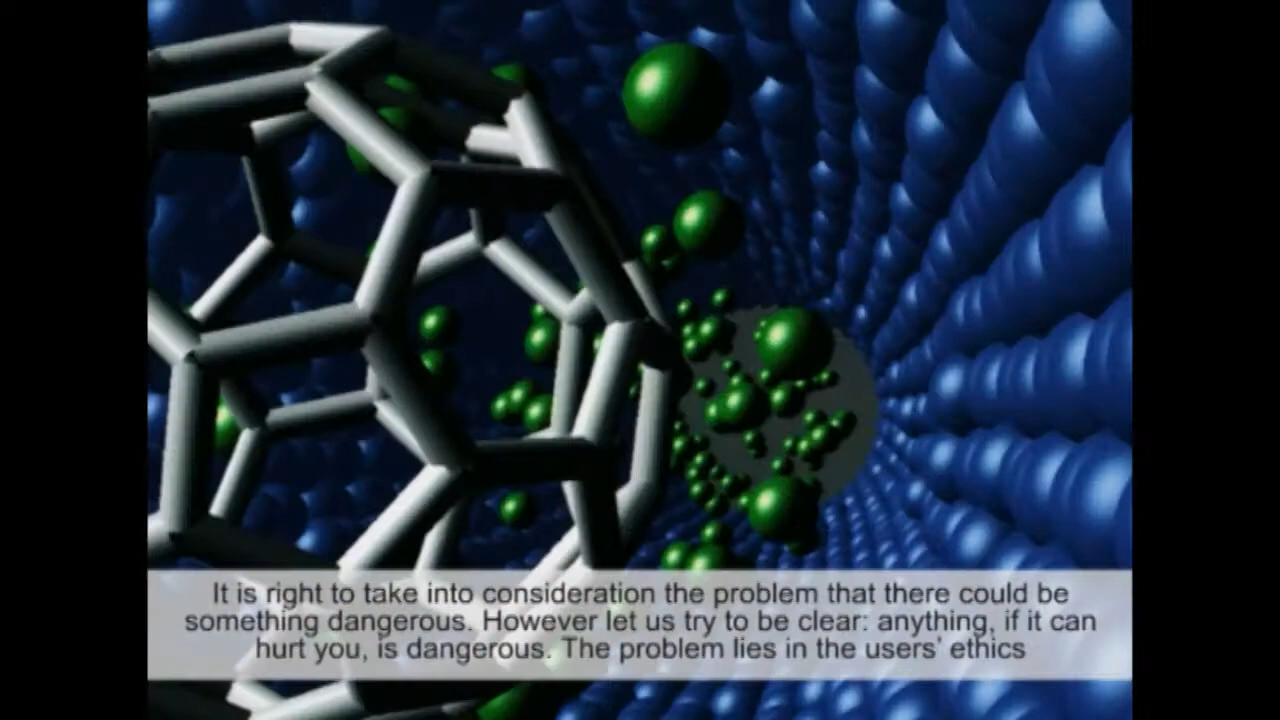 It is right to take into consideration the problem that there could be
something dangerous. However let us try to be clear: anything, if it can
hurt you, is dangerous. The problem lies in the users' ethics